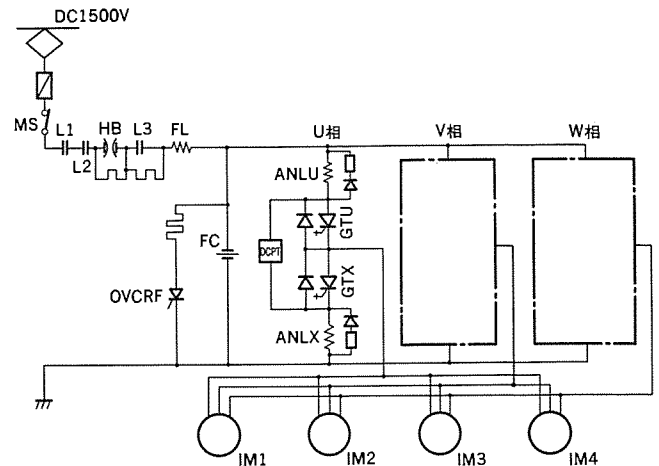 DC1500V
MS
L1
HB
L3
FL
L2
U相
V相
W相
ANLU
GTU
DCPT
FC
OVCRF
GTX
ANLX
IM1
IM2
IM3
IM4